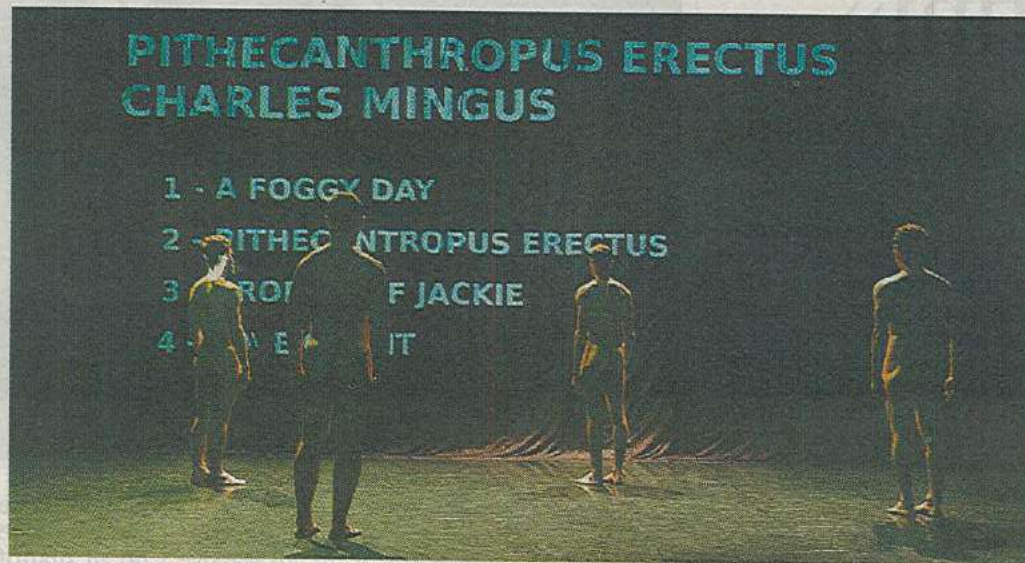 PITHECANTHROPUS ERECTUS
CHARLES MINGUS
1 - A FOGGY DAY
2 - ERECTUS
3 JACKIE
4 -